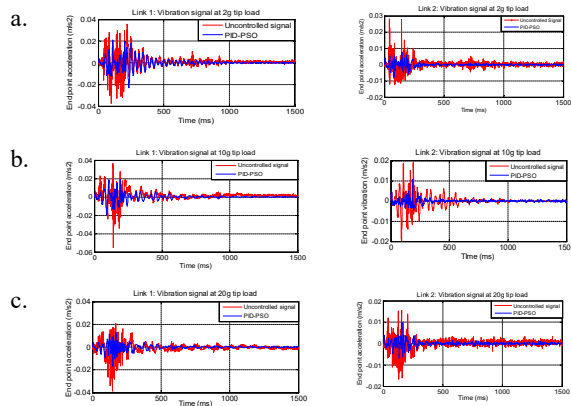 a.
Link 1: Vibration signal at 2g tip load
End point acceleration (m/s2)
0.04
0.02
0
-0.02
-0.04
Uncontrolled signal
PID-PSO
0 500 1000 1500
Time (ms)
Link 2: Vibration signal at 2g tip load
End point acceleration (m/s2)
0.03
0.02
0.01
0
-0.01
-0.02
Uncontrolled signal
PID-PSO
0 500 1000 1500
Time (ms)
b.
Link 1: Vibration signal at 10g tip load
End point acceleration (m/s2)
0.04
0.02
0
-0.02
-0.04
-0.06
Uncontrolled signal
PID-PSO
0 500 1000 1500
Time (ms)
Link 2: Vibration signal at 10g tip load
End point vibration (m/s2)
0.02
0.01
0
-0.01
-0.02
Uncontrolled signal
PID-PSO
0 500 1000 1500
Time (ms)
c.
Link 1: Vibration signal at 20g tip load
End point acceleration (m/s2)
0.04
0.02
0
-0.02
-0.04
Uncontrolled signal
PID-PSO
0 500 1000 1500
Time (ms)
Link 2: Vibration signal at 20g tip load
End point acceleration (m/s2)
0.02
0.01
0
-0.01
-0.02
Uncontrolled signal
PID-PSO
0 500 1000 1500
Time (ms)